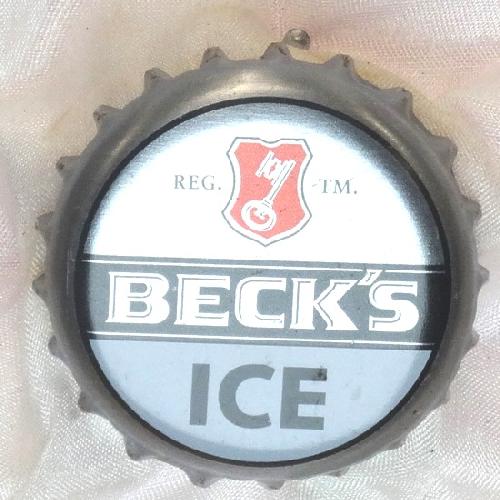 REG. TM.
BECK'S
ICE